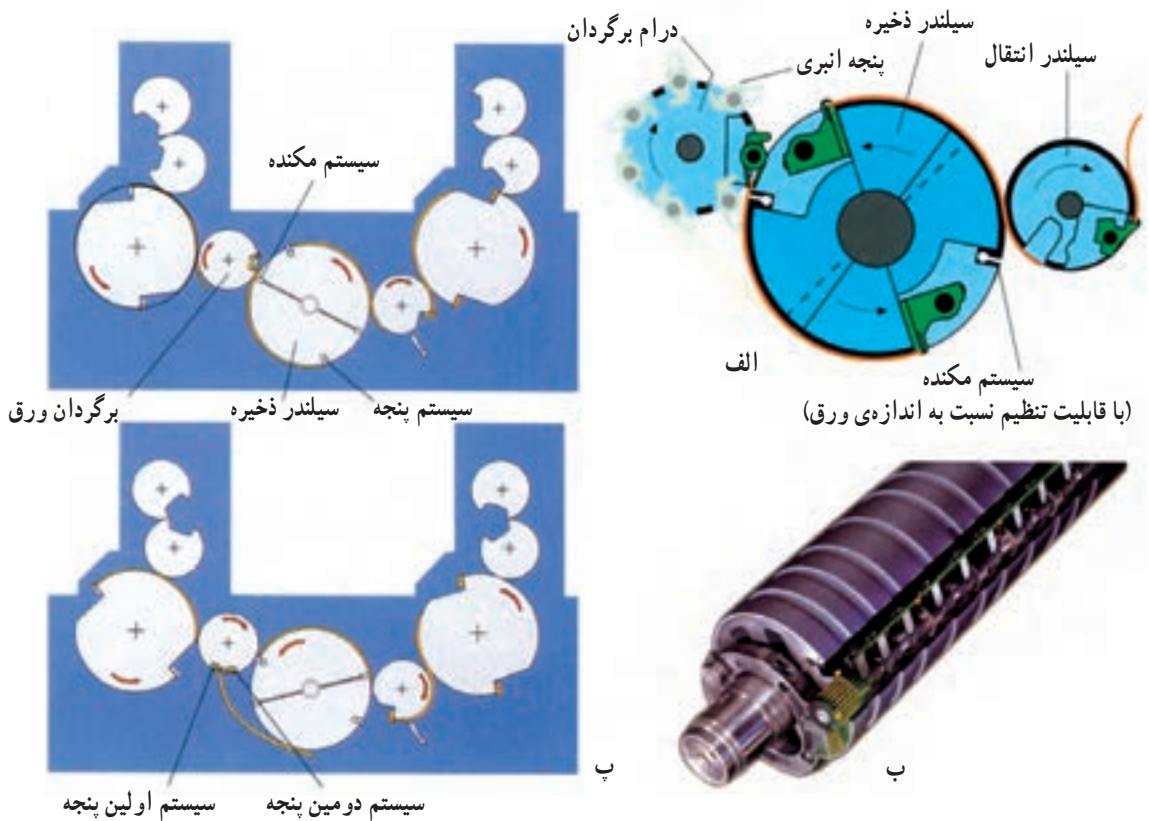 سیلندر ذخیره
درام برگردان
پنجه انبری
سیلندر انتقال
الف
سیستم مکنده
(با قابلیت تنظیم نسبت به اندازه‌ی ورق)
سیستم مکنده
سیستم پنجه
سیلندر ذخیره
برگردان ورق
ب
پ
سیستم دومین پنجه
سیستم اولین پنجه